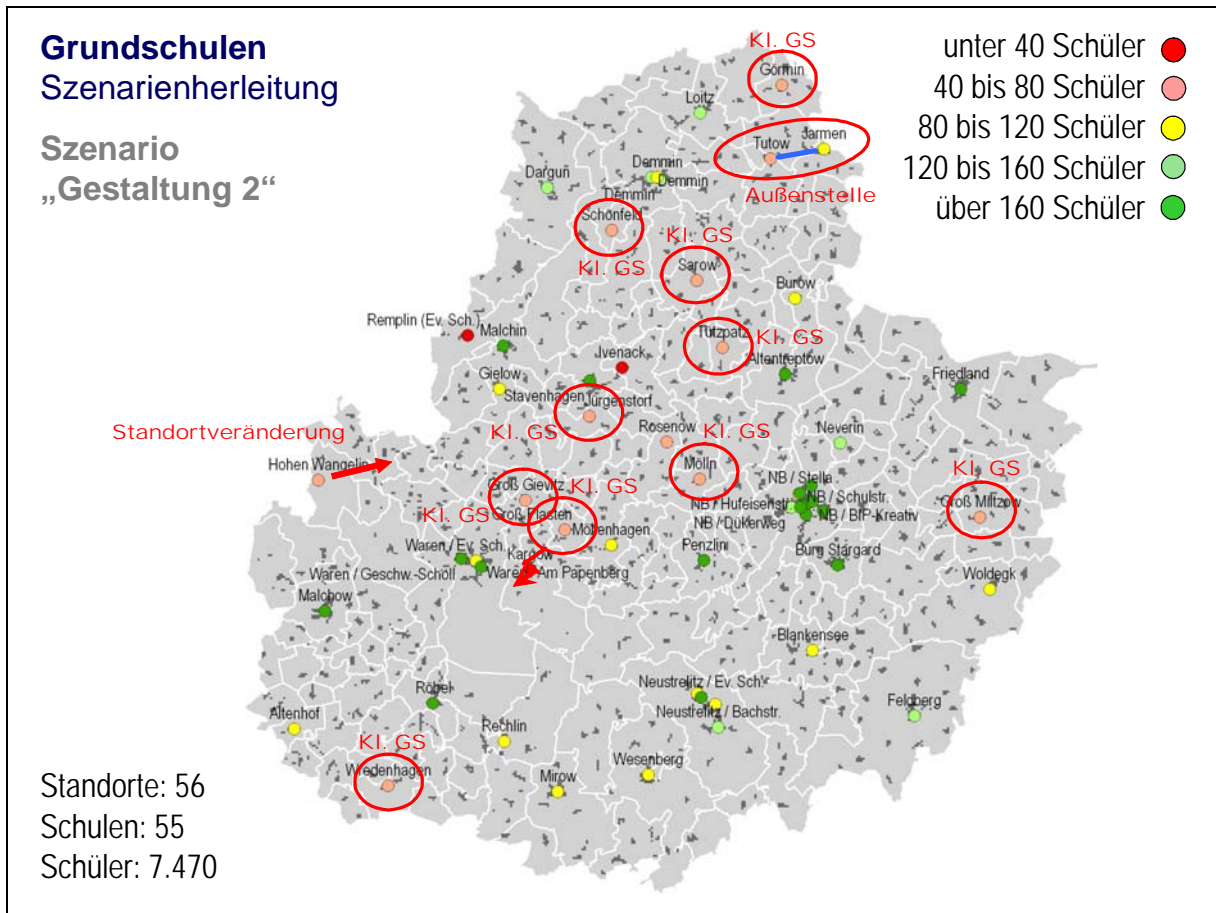 Grundschulen
Szenarienherleitung
Szenario
„Gestaltung 2“
unter 40 Schüler
40 bis 80 Schüler
80 bis 120 Schüler
120 bis 160 Schüler
über 160 Schüler
Kl. GS
Görmin
Loitz
Tutow
Jarmen
Außenstelle
Demmin
Demmin
Demmin
Dargun
Schönfeld
Kl. GS
Kl. GS
Sarow
Burow
Remplin (Ev. Sch.)
Malchin
Tützpatz
Kl. GS
Altentreptow
Ivenack
Gielow
Stavenhagen
Jürgenstorf
Kl. GS
Friedland
Standortveränderung
Hohen Wangelin
Rosenow
Kl. GS
Mölln
Neverin
Groß Gievitz
Kl. GS
Kl. GS
Groß Plasten
Möllenhagen
NB / Stella
NB / Hufeisenstr.
NB / Schulstr.
NB / Dükerweg
NB / BIP-Kreativ
Kl. GS
Groß Miltzow
Waren / Ev. Sch.
Kargow
Waren / Geschw.-Scholl
Waren / Am Papenberg
Penzlin
Burg Stargard
Woldegk
Malchow
Blankensee
Röbel
Neustrelitz / Ev. Sch.
Neustrelitz / Bachstr.
Feldberg
Altenhof
Rechlin
Kl. GS
Wredenhagen
Mirow
Wesenberg
Standorte: 56
Schulen: 55
Schüler: 7.470